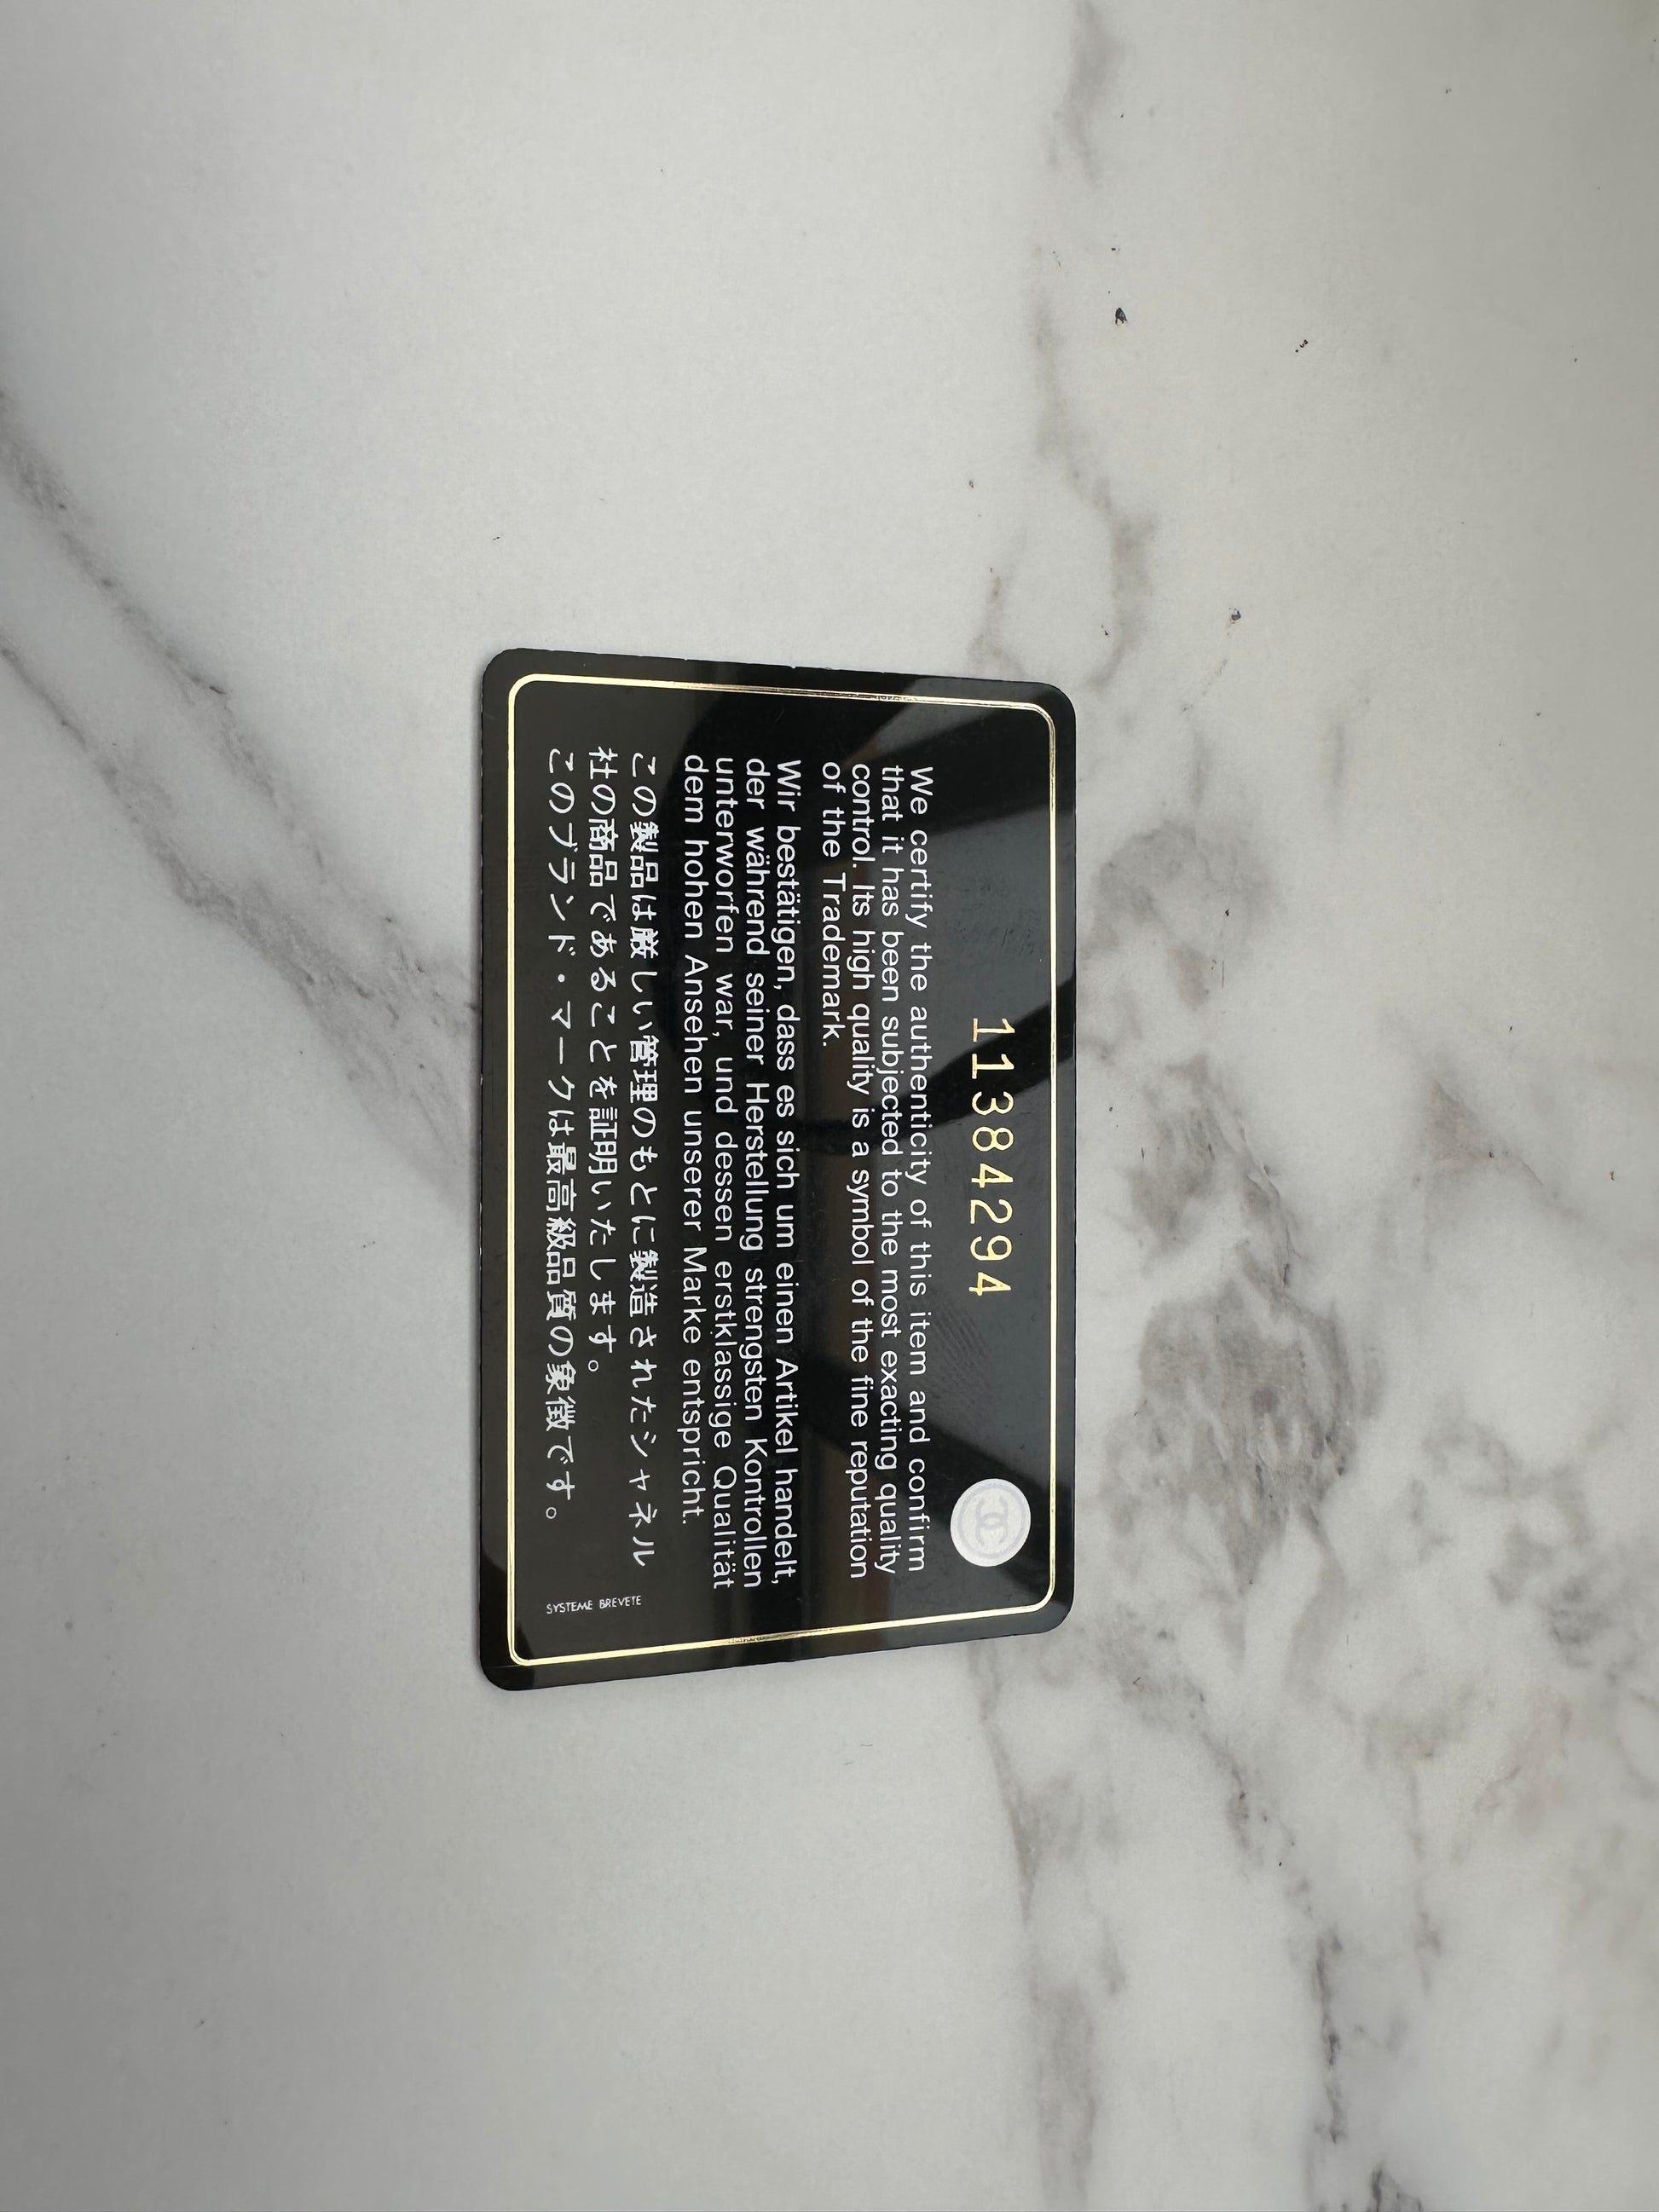 11384294
We certify the authenticity of this item and confirm
that it has been subjected to the most exacting quality
control. Its high quality is a symbol of the fine reputation
of the Trademark.
Wir bestätigen, dass es sich um einen Artikel handelt,
der während seiner Herstellung strengsten Kontrollen
unterworfen war, und dessen erstklassige Qualität
dem hohen Ansehen unserer Marke entspricht.
この製品は厳しい管理のもとに製造されたシャネル
社の商品であることを証明いたします。
このブランド・マークは最高級品質の象徴です。
SYSTEME BREVETE